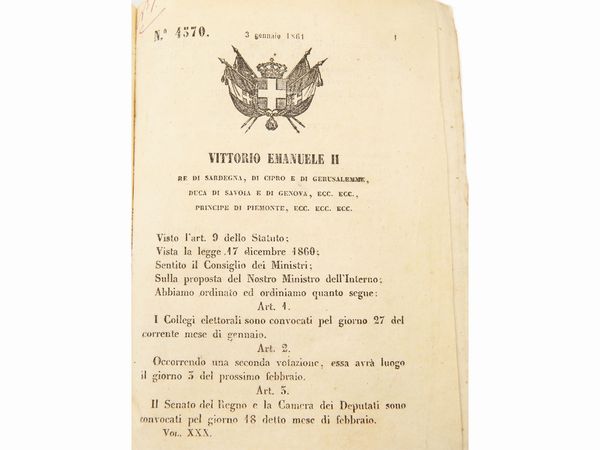 N.° 4570. 3 gennaio 1861 1
VITTORIO EMANUELE II
RE DI SARDEGNA, DI CIPRO E DI GERUSALEMME,
DUCA DI SAVOIA E DI GENOVA, ECC. ECC.,
PRINCIPE DI PIEMONTE, ECC. ECC. ECC.
Visto l'art. 9 dello Statuto;
Vista la legge 17 dicembre 1860;
Sentito il Consiglio dei Ministri;
Sulla proposta del Nostro Ministro dell'Interno;
Abbiamo ordinato ed ordiniamo quanto segue:
Art. 1.
I Collegi elettorali sono convocati pel giorno 27 del
corrente mese di gennaio.
Art. 2.
Occorrendo una seconda votazione, essa avrà luogo
il giorno 3 del prossimo febbraio.
Art. 3.
Il Senato del Regno e la Camera dei Deputati sono
convocati pel giorno 18 detto mese di febbraio.
VOL. XXX.